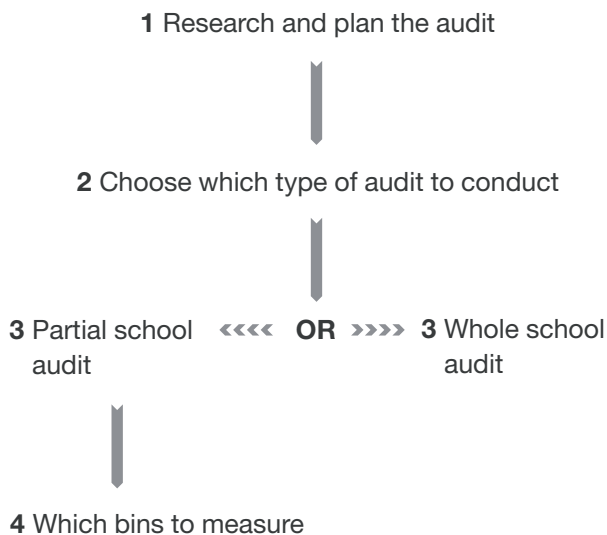 1 Research and plan the audit
2 Choose which type of audit to conduct
3 Partial school audit
OR
3 Whole school audit
4 Which bins to measure